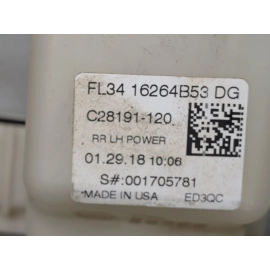 FL34 16264B53 DG
C28191-120
RR LH POWER
01.29.18 10:06
S#:001705781
MADE IN USA ED3QC